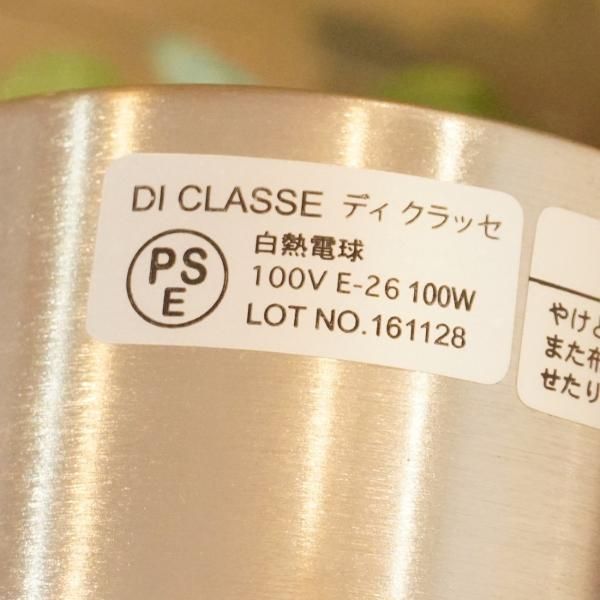 DI CLASSE ディ クラッセ
PS
E
白熱電球
100V E-26 100W
LOT NO.161128
やけど
また布
せたり